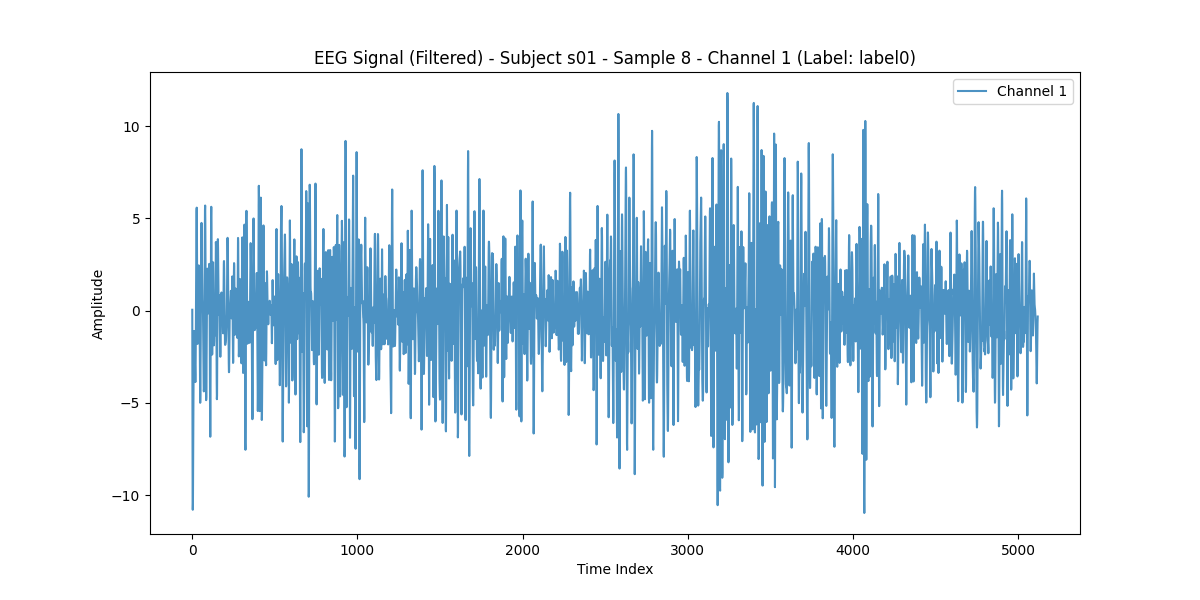 EEG Signal (Filtered) - Subject s01 - Sample 8 - Channel 1 (Label: label0)
Channel 1
Amplitude
10
5
0
−5
−10
0 1000 2000 3000 4000 5000
Time Index